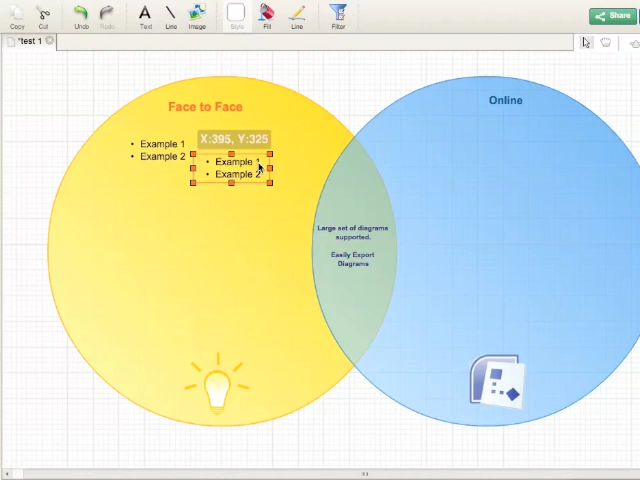 Copy Cut Undo Redo Text Line Image Style Fill Line Filter Share
*test 1
Face to Face
Online
• Example 1
• Example 2
X:395, Y:325
• Example 1
• Example 2
Large set of diagrams
supported.
Easily Export
Diagrams